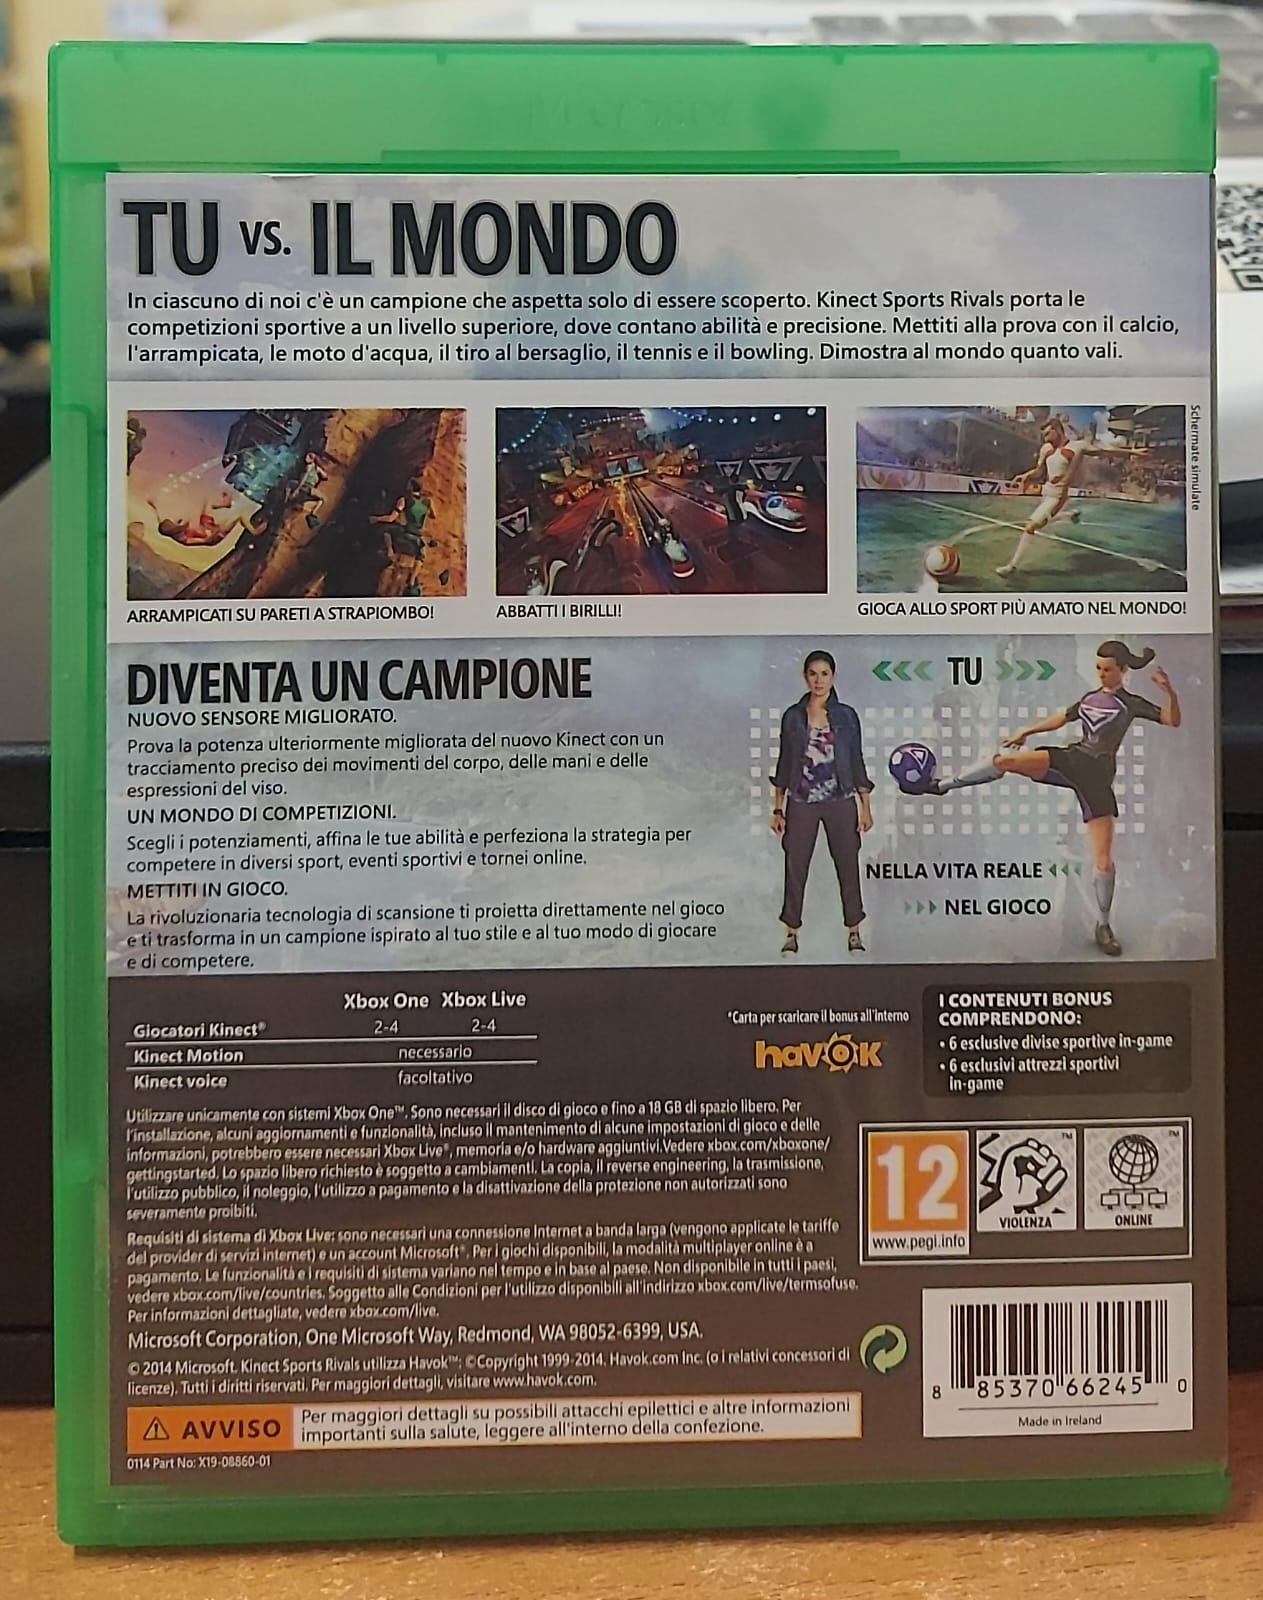 TU vs. IL MONDO
In ciascuno di noi c'è un campione che aspetta solo di essere scoperto. Kinect Sports Rivals porta le
competizioni sportive a un livello superiore, dove contano abilità e precisione. Mettiti alla prova con il calcio,
l'arrampicata, le moto d'acqua, il tiro al bersaglio, il tennis e il bowling. Dimostra al mondo quanto vali.
Schermate simulate
ARRAMPICATI SU PARETI A STRAPIOMBO!
ABBATTI I BIRILLI!
GIOCA ALLO SPORT PIÙ AMATO NEL MONDO!
DIVENTA UN CAMPIONE
NUOVO SENSORE MIGLIORATO.
Prova la potenza ulteriormente migliorata del nuovo Kinect con un
tracciamento preciso dei movimenti del corpo, delle mani e delle
espressioni del viso.
UN MONDO DI COMPETIZIONI.
Scegli i potenziamenti, affina le tue abilità e perfeziona la strategia per
competere in diversi sport, eventi sportivi e tornei online.
METTITI IN GIOCO.
La rivoluzionaria tecnologia di scansione ti proietta direttamente nel gioco
e ti trasforma in un campione ispirato al tuo stile e al tuo modo di giocare
e di competere.
<<< TU >>>
NELLA VITA REALE
NEL GIOCO
Xbox One Xbox Live
Giocatori Kinect® 2-4 2-4
Kinect Motion necessario
Kinect voice facoltativo
*Carta per scaricare il bonus all'interno
havok
I CONTENUTI BONUS
COMPRENDONO:
• 6 esclusive divise sportive in-game
• 6 esclusivi attrezzi sportivi
in-game
Utilizzare unicamente con sistemi Xbox One™. Sono necessari il disco di gioco e fino a 18 GB di spazio libero. Per
l'installazione, alcuni aggiornamenti e funzionalità, incluso il mantenimento di alcune impostazioni di gioco e delle
informazioni, potrebbero essere necessari Xbox Live®, memoria e/o hardware aggiuntivi.Vedere xbox.com/xboxone/
gettingstarted. Lo spazio libero richiesto è soggetto a cambiamenti. La copia, il reverse engineering, la trasmissione,
l'utilizzo pubblico, il noleggio, l'utilizzo a pagamento e la disattivazione della protezione non autorizzati sono
severamente proibiti.
Requisiti di sistema di Xbox Live: sono necessari una connessione Internet a banda larga (vengono applicate le tariffe
del provider di servizi internet) e un account Microsoft®. Per i giochi disponibili, la modalità multiplayer online è a
pagamento. Le funzionalità e i requisiti di sistema variano nel tempo e in base al paese. Non disponibile in tutti i paesi,
vedere xbox.com/live/countries. Soggetto alle Condizioni per l'utilizzo disponibili all'indirizzo xbox.com/live/termsofuse.
Per informazioni dettagliate, vedere xbox.com/live.
Microsoft Corporation, One Microsoft Way, Redmond, WA 98052-6399, USA.
© 2014 Microsoft. Kinect Sports Rivals utilizza Havok™; ©Copyright 1999-2014. Havok.com Inc. (o i relativi concessori di
licenze). Tutti i diritti riservati. Per maggiori dettagli, visitare www.havok.com.
12
www.pegi.info
VIOLENZA
ONLINE
8 85370 66245 0
Made in Ireland
AVVISO
Per maggiori dettagli su possibili attacchi epilettici e altre informazioni
importanti sulla salute, leggere all'interno della confezione.
0114 Part No: X19-08860-01